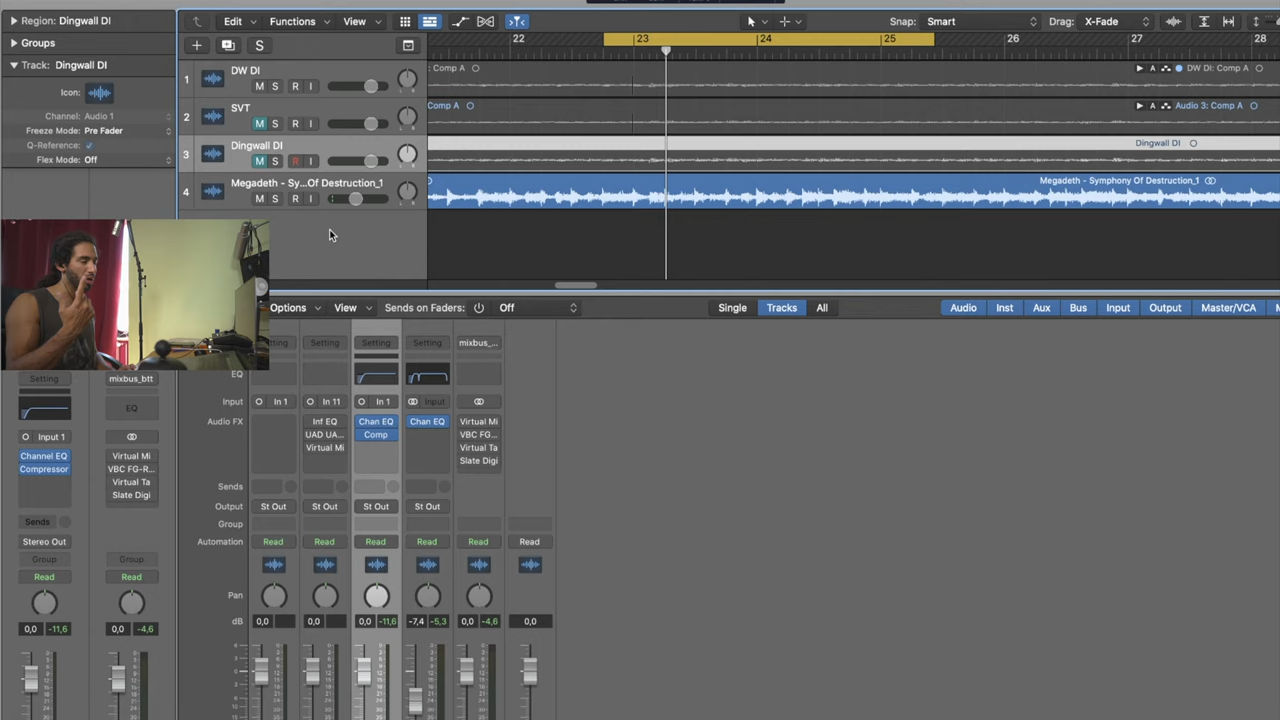 Region: Dingwall DI
Groups
Track: Dingwall DI
Icon:
Channel: Audio 1
Freeze Mode: Pre Fader
Q-Reference:
Flex Mode: Off
Edit Functions View
Snap: Smart Drag: X-Fade
S
22 23 24 25 26 27 28
1 DW DI
M S R I
: Comp A A DW DI: Comp A
2 SVT
M S R I
Comp A A Audio 3: Comp A
3 Dingwall DI
M S R I
Dingwall DI
4 Megadeth - Sy...Of Destruction_1
M S R I
Megadeth - Symphony Of Destruction_1
Options View Sends on Faders: Off Single Tracks All Audio Inst Aux Bus Input Output Master/VCA
Setting Setting Setting mixbus_...
Setting mixbus_btt
EQ
EQ
Input In 1 In 11 In 1 Input
Input 1
Audio FX Inf EQ Chan EQ Chan EQ Virtual Mi
UAD UA... Comp VBC FG...
Virtual Mi Virtual Ta
Slate Digi
Channel EQ Virtual Mi
Compressor VBC FG-R...
Virtual Ta
Slate Digi
Sends
Sends
Output St Out St Out St Out St Out
Stereo Out
Group
Group Group
Automation Read Read Read Read Read Read
Read Read
Pan
dB 0,0 0,0 0,0 -11,6 -7,4 -5,3 0,0 -4,6 0,0
0,0 -11,6 0,0 -4,6